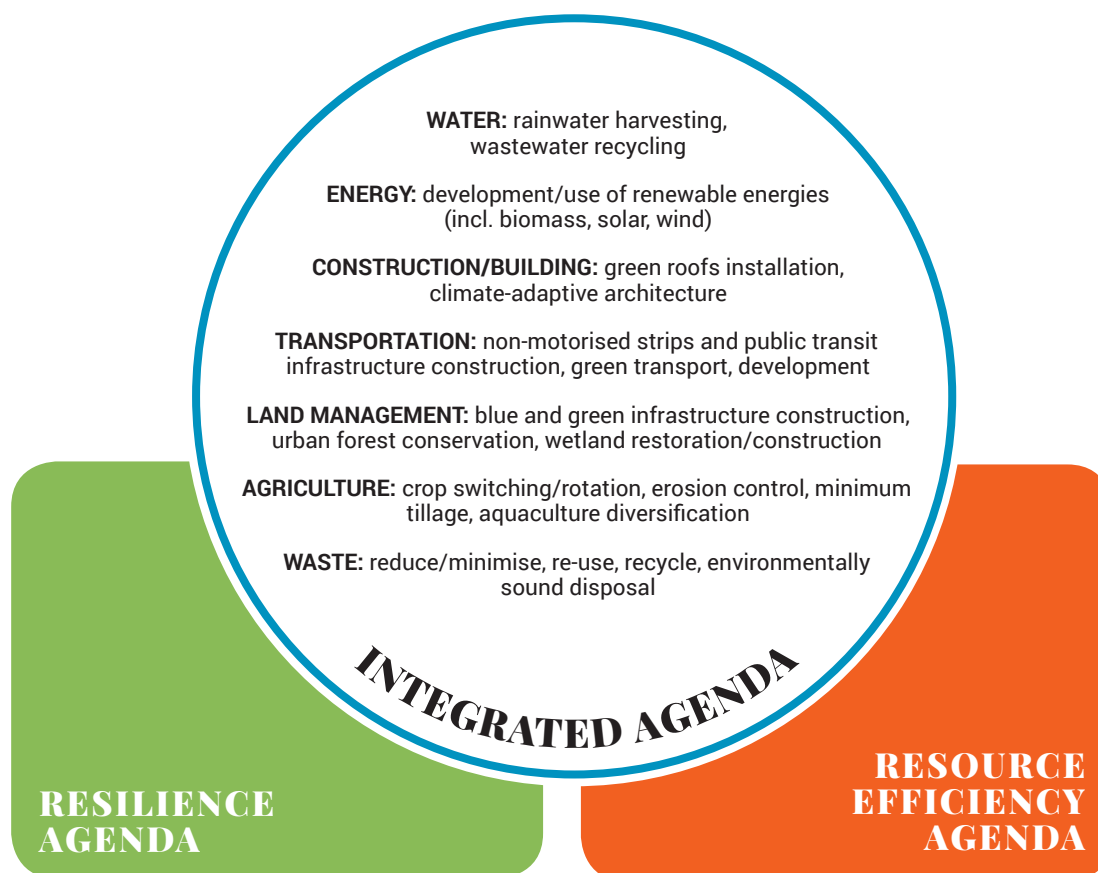 WATER: rainwater harvesting,
wastewater recycling
ENERGY: development/use of renewable energies
(incl. biomass, solar, wind)
CONSTRUCTION/BUILDING: green roofs installation,
climate-adaptive architecture
TRANSPORTATION: non-motorised strips and public transit
infrastructure construction, green transport, development
LAND MANAGEMENT: blue and green infrastructure construction,
urban forest conservation, wetland restoration/construction
AGRICULTURE: crop switching/rotation, erosion control, minimum
tillage, aquaculture diversification
WASTE: reduce/minimise, re-use, recycle, environmentally
sound disposal
INTEGRATED AGENDA
RESILIENCE
AGENDA
RESOURCE
EFFICIENCY
AGENDA